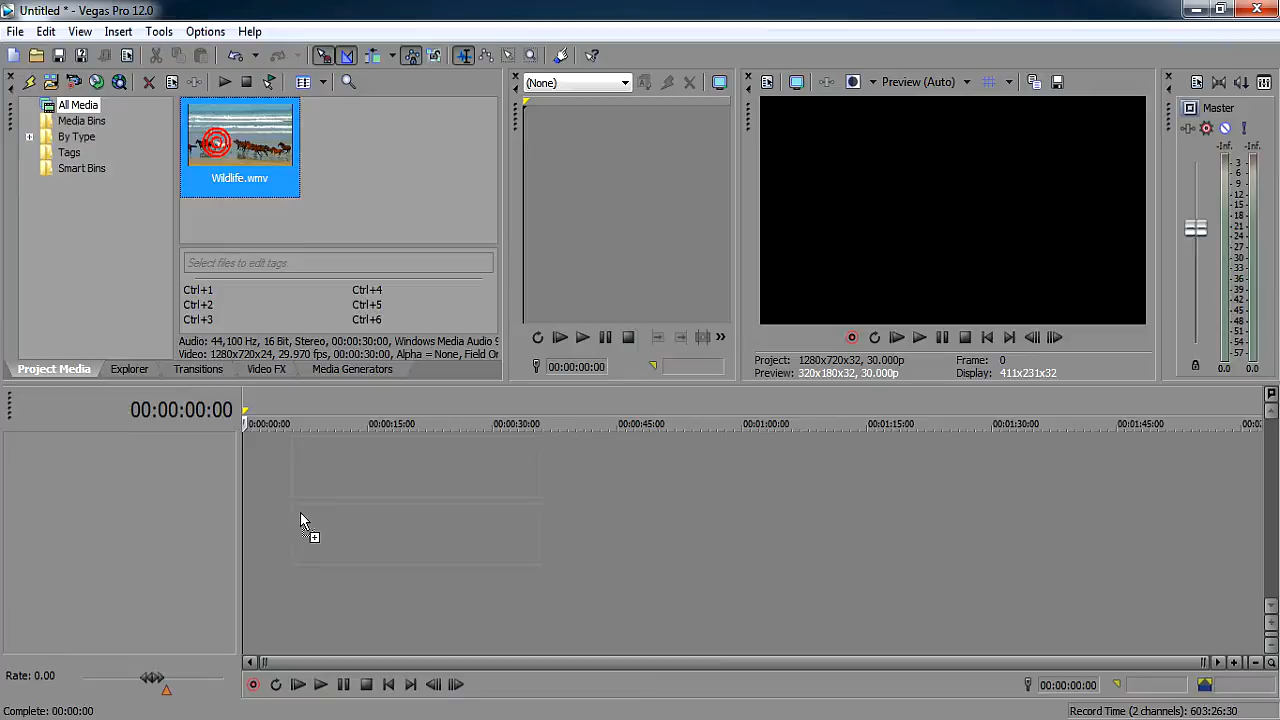 Untitled * - Vegas Pro 12.0
File Edit View Insert Tools Options Help
All Media
Media Bins
By Type
Tags
Smart Bins
Wildlife.wmv
Select files to edit tags
Ctrl+1 Ctrl+4
Ctrl+2 Ctrl+5
Ctrl+3 Ctrl+6
Audio: 44,100 Hz, 16 Bit, Stereo, 00:00:30:00, Windows Media Audio 9
Video: 1280x720x24, 29.970 fps, 00:00:30:00, Alpha = None, Field Or
Project Media Explorer Transitions Video FX Media Generators
(None)
00:00:00:00
Preview (Auto)
Project: 1280x720x32, 30.000p Frame: 0
Preview: 320x180x32, 30.000p Display: 411x231x32
Master
-Inf. -Inf.
3
6
9
12
15
18
21
24
27
30
33
36
39
42
45
48
51
54
57
0.0 0.0
00:00:00:00
0:00:00:00 00:00:15:00 00:00:30:00 00:00:45:00 00:01:00:00 00:01:15:00 00:01:30:00 00:01:45:00 00:0
Rate: 0.00
00:00:00:00
Complete: 00:00:00
Record Time (2 channels): 603:26:30